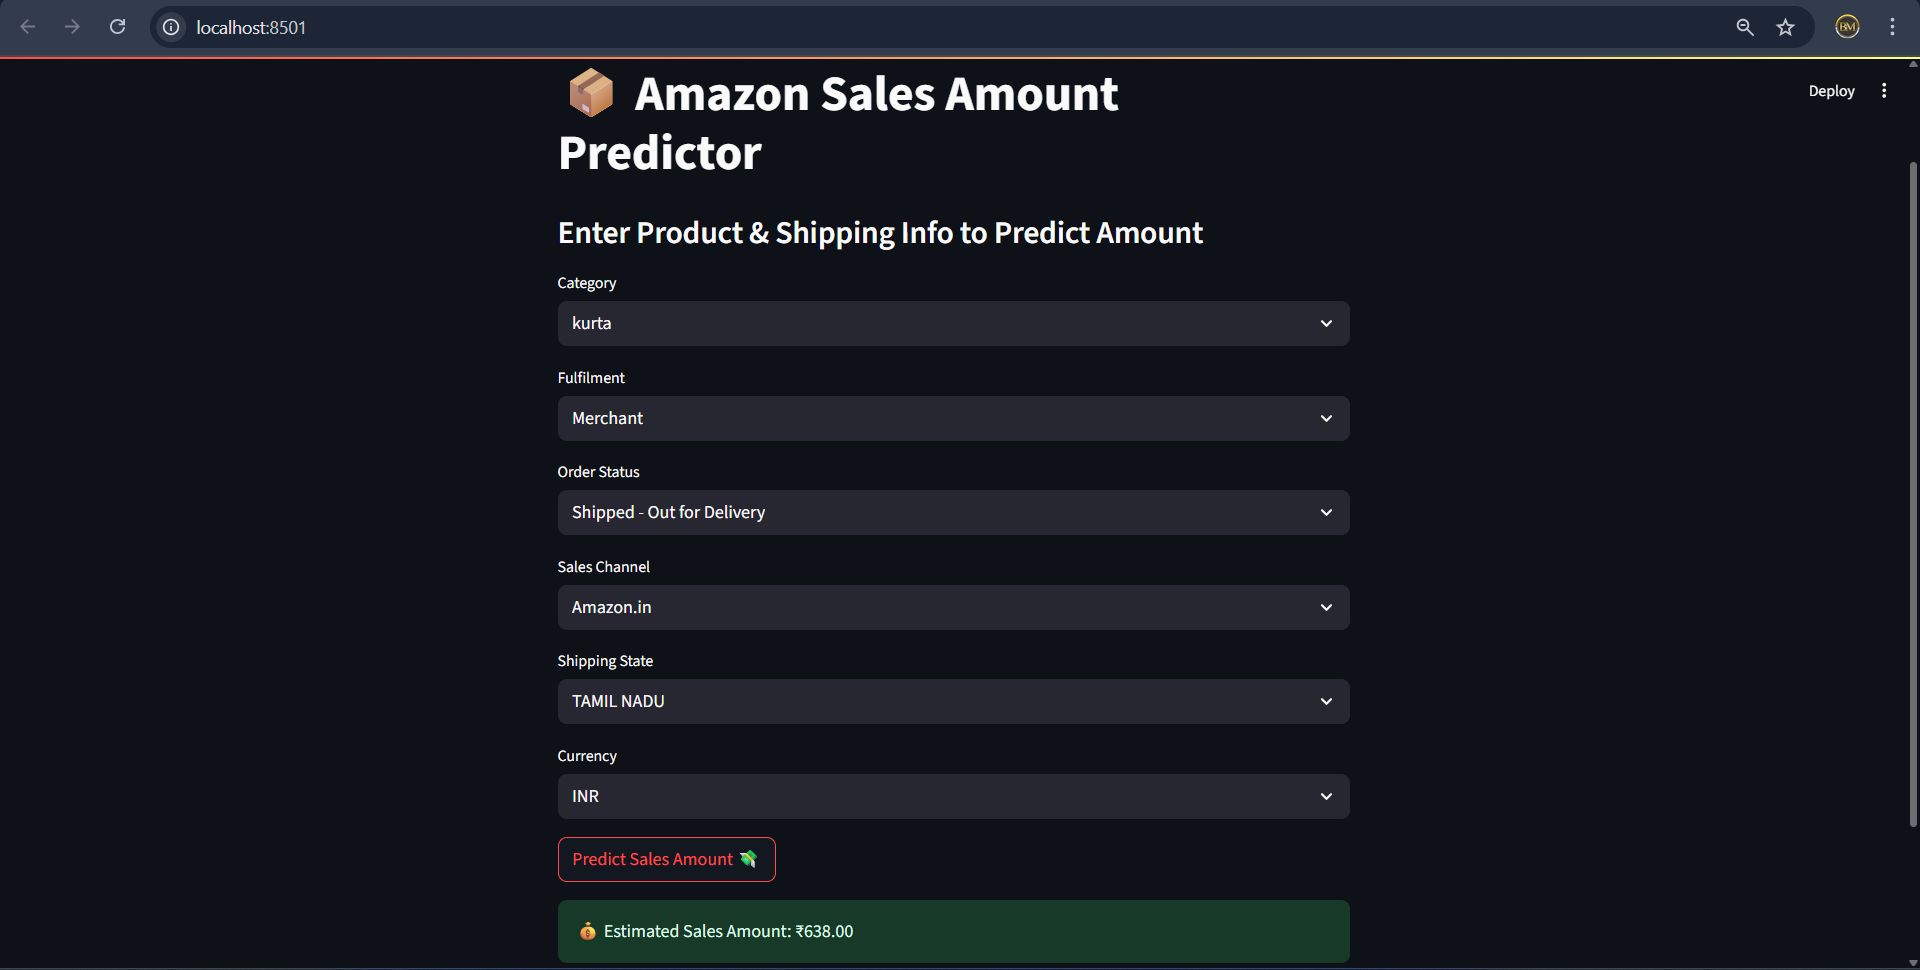 localhost:8501
BM
Amazon Sales Amount
Predictor
Deploy
Enter Product & Shipping Info to Predict Amount
Category
kurta
Fulfilment
Merchant
Order Status
Shipped - Out for Delivery
Sales Channel
Amazon.in
Shipping State
TAMIL NADU
Currency
INR
Predict Sales Amount 💸
💰 Estimated Sales Amount: ₹638.00